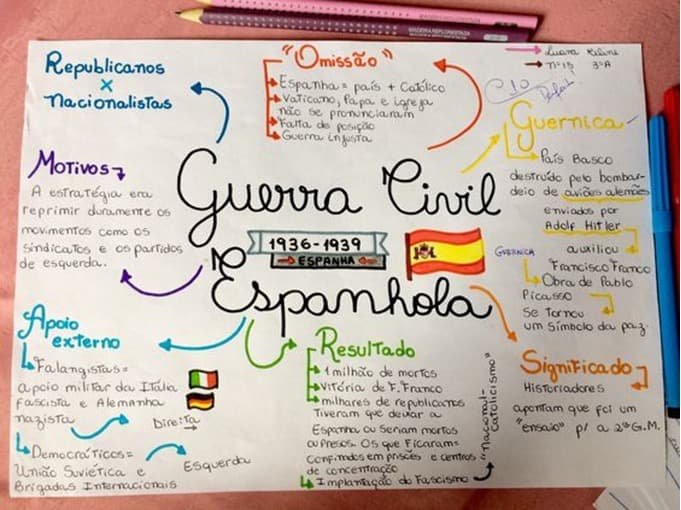 Republicanos
x
Nacionalistas
"Omissão"
Espanha = país + Católico
Vaticano, Papa e igreja
não se pronunciaram
Falta de posição
Guerra injusta
Luara
nº15 3ºA
Guernica
País Basco
destruído pelo bombar-
deio de aviões alemães
enviados por
Adolf Hitler
auxiliou
Francisco Franco
GUERNICA
Obra de Pablo
Picasso
Se tornou
um símbolo da paz.
Motivos
A estratégia era
reprimir duramente os
movimentos como os
sindicatos e os partidos
de esquerda..
Guerra Civil
1936-1939
ESPANHA
Espanhola
Apoio
externo
Falangistas =
apoio militar da Itália
fascista e Alemanha
nazista
Direita
Democráticos =
União Soviética e
Brigadas Internacionais
Esquerda
Resultado
1 milhão de mortos
Vitória de F. Franco
milhares de republicanos
Tiveram que deixar a
Espanha ou seriam mortos
ou presos. Os que ficaram =
confinados em prisões e centros
de concentração
Implantação do Fascismo
"Nacional-
Catolicismo"
Significado
Historiadores
apontam que foi um
"ensaio" p/ a 2ª G.M.